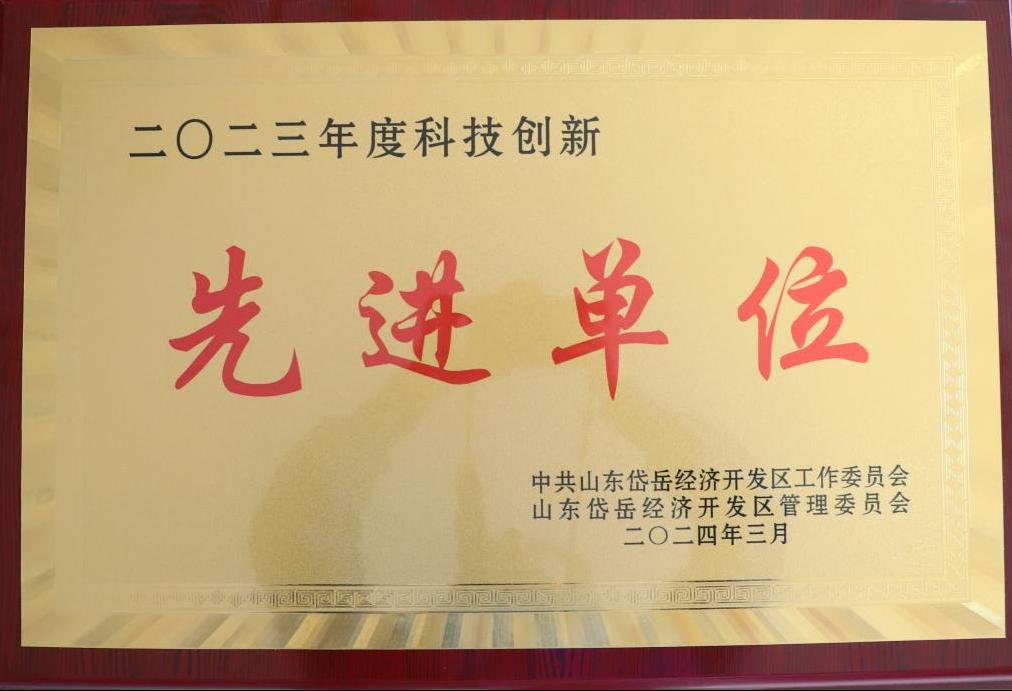 二〇二三年度科技创新
先进单位
中共山东岱岳经济开发区工作委员会
山东岱岳经济开发区管理委员会
二〇二四年三月